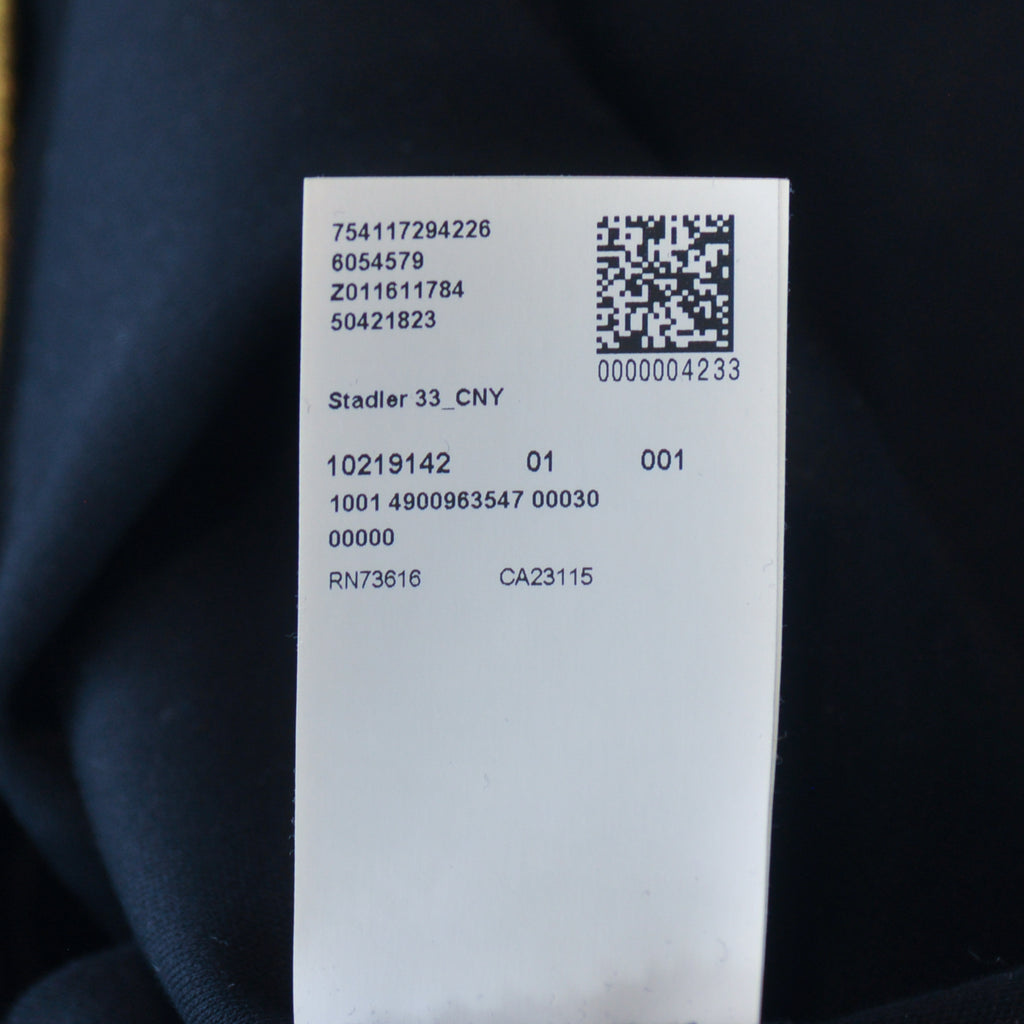 754117294226
6054579
Z011611784
50421823
0000004233
Stadler 33_CNY
10219142 01 001
1001 4900963547 00030
00000
RN73616 CA23115